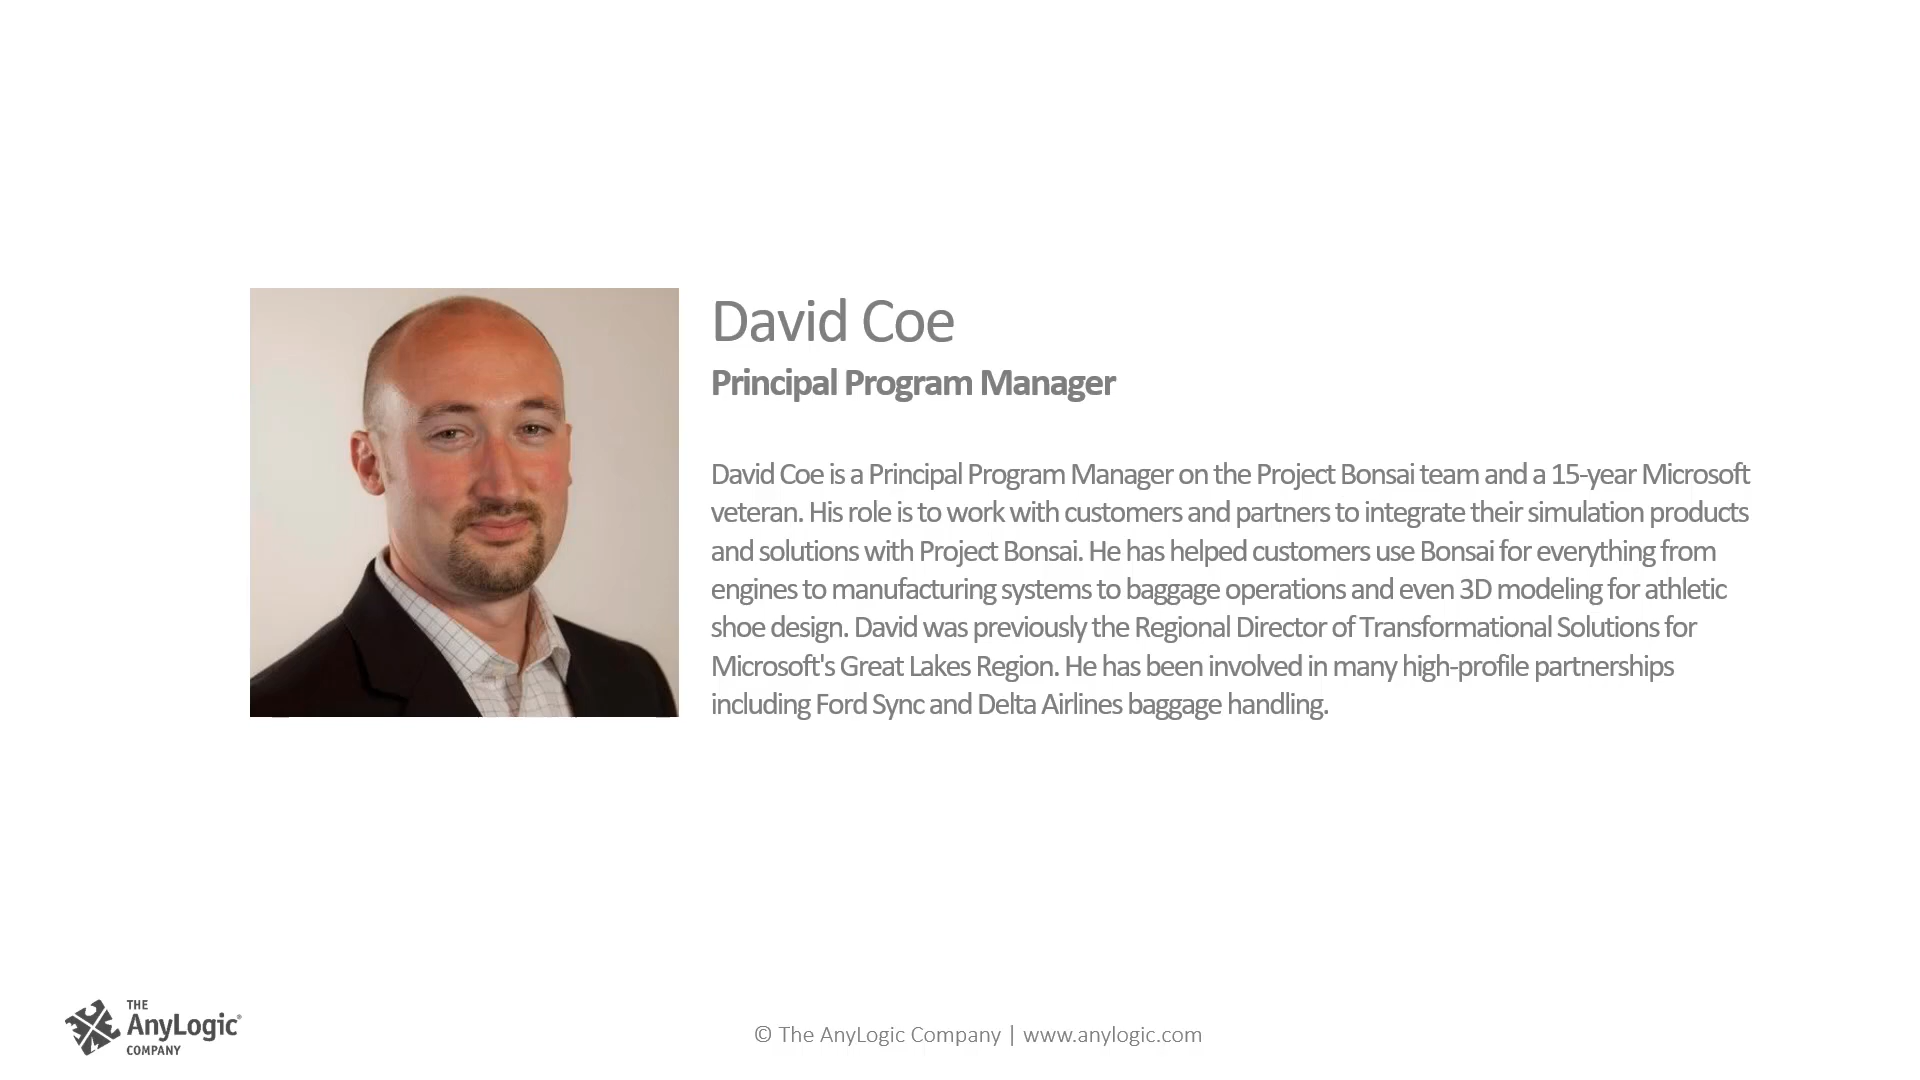 David Coe
Principal Program Manager
David Coe is a Principal Program Manager on the Project Bonsai team and a 15-year Microsoft
veteran. His role is to work with customers and partners to integrate their simulation products
and solutions with Project Bonsai. He has helped customers use Bonsai for everything from
engines to manufacturing systems to baggage operations and even 3D modeling for athletic
shoe design. David was previously the Regional Director of Transformational Solutions for
Microsoft's Great Lakes Region. He has been involved in many high-profile partnerships
including Ford Sync and Delta Airlines baggage handling.
THE
AnyLogic®
COMPANY
© The AnyLogic Company | www.anylogic.com